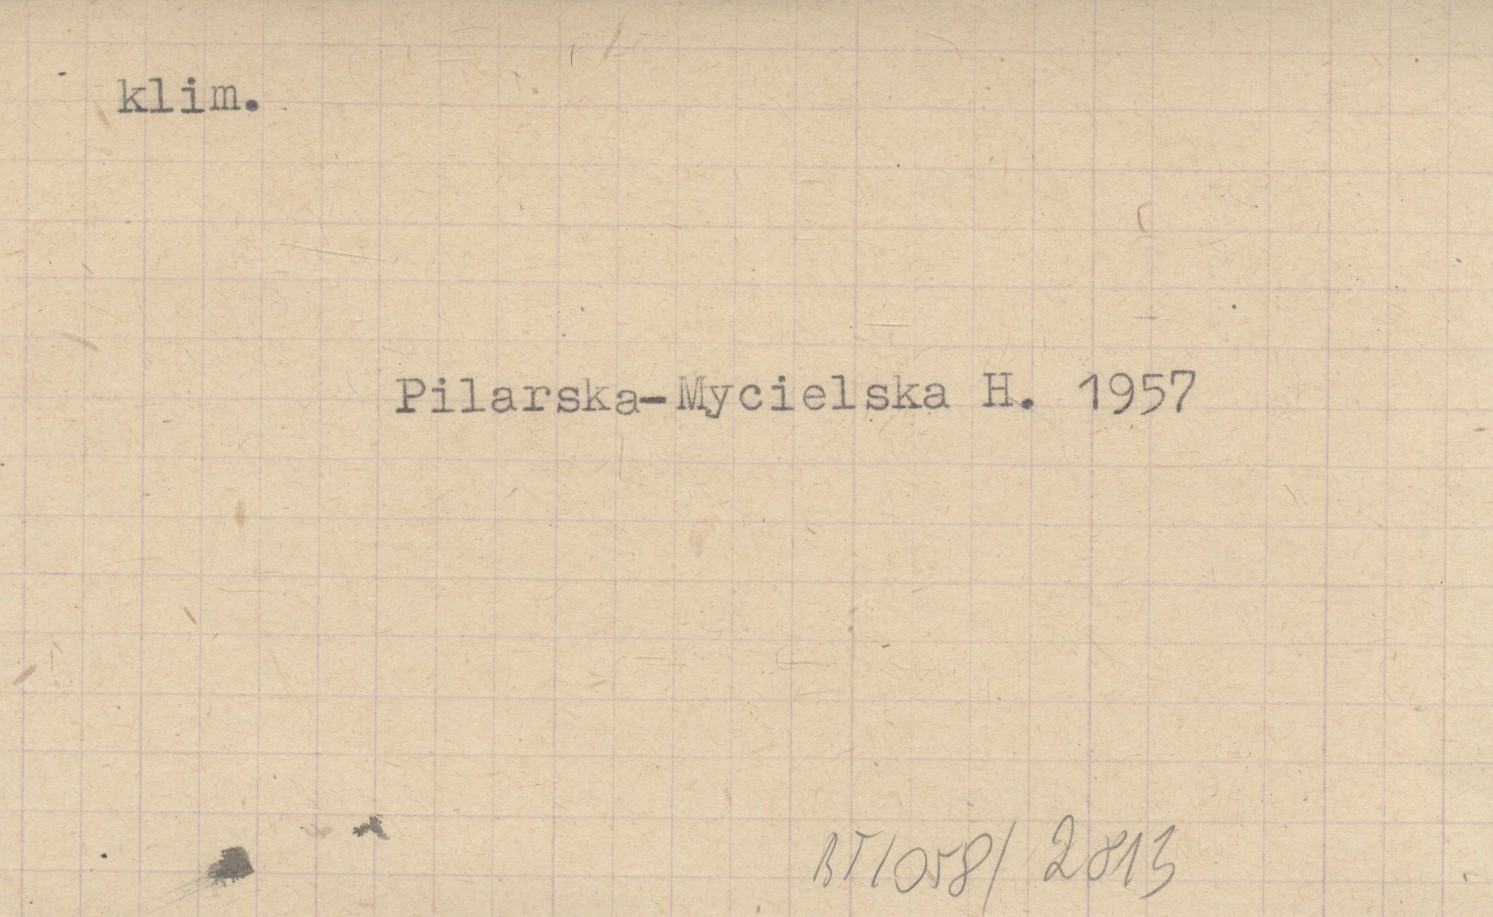 klim.
Pilarska-Mycielska H. 1957
BT/058/ 2813